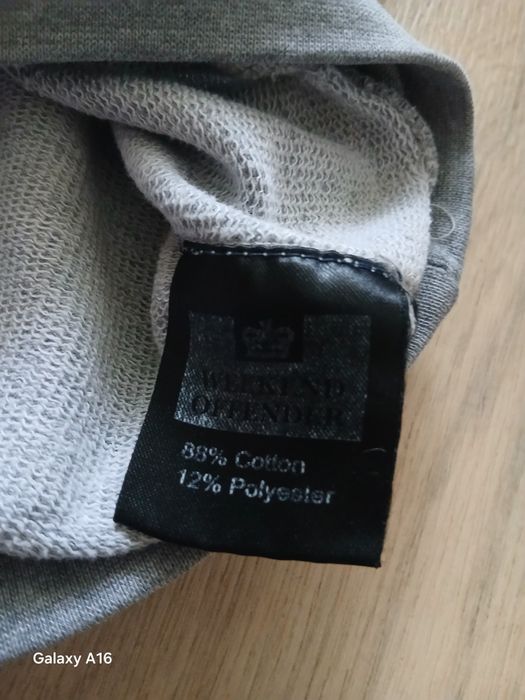 WEEKEND
OFFENDER
88% Cotton
12% Polyester
Galaxy A16